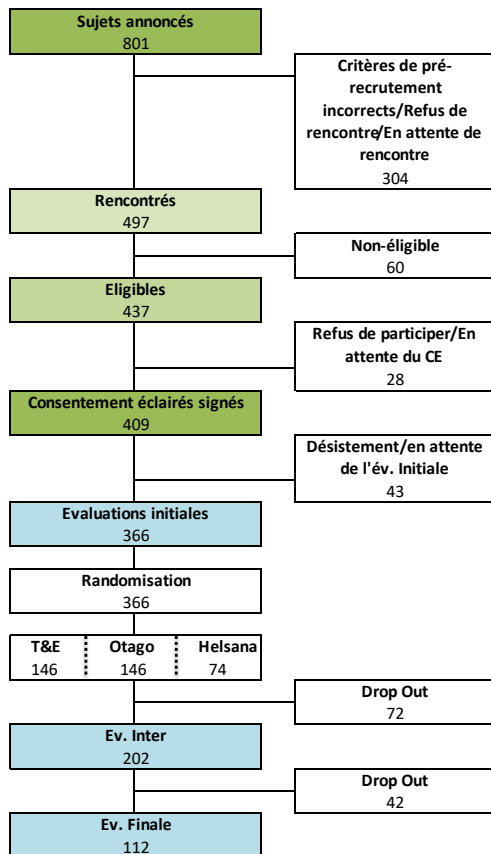 Sujets annoncés
801
Critères de pré-
recrutement
incorrects/Refus de
rencontre/En attente de
rencontre
304
Rencontrés
497
Non-éligible
60
Eligibles
437
Refus de participer/En
attente du CE
28
Consentement éclairés signés
409
Désistement/en attente
de l'év. Initiale
43
Evaluations initiales
366
Randomisation
366
T&E Otago Helsana
146 146 74
Drop Out
72
Ev. Inter
202
Drop Out
42
Ev. Finale
112